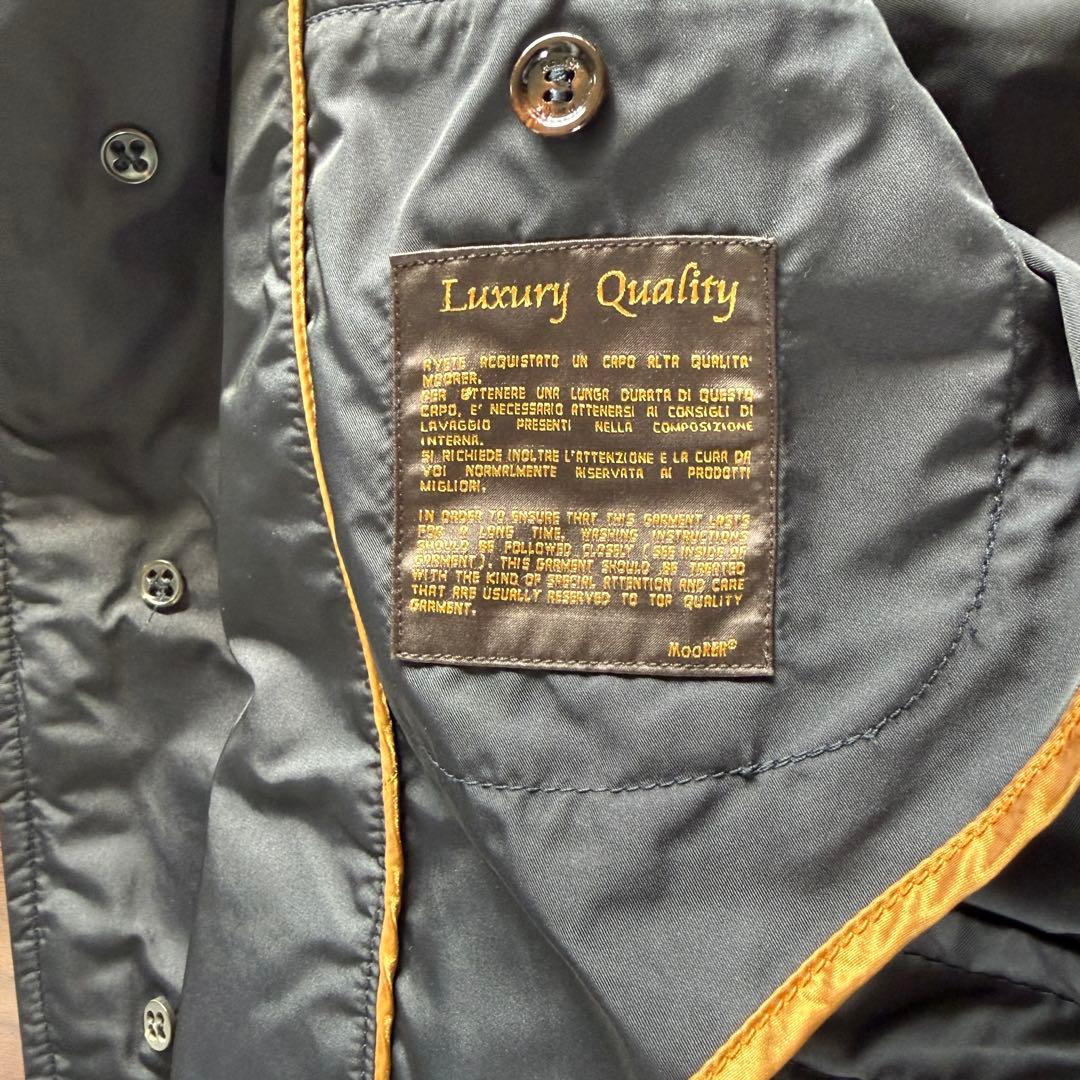 Luxury Quality
AVETE ACQUISTATO UN CAPO ALTA QUALITA'
MOORER.
PER OTTENERE UNA LUNGA DURATA DI QUESTO
CAPO, E' NECESSARIO ATTENERSI AI CONSIGLI DI
LAVAGGIO PRESENTI NELLA COMPOSIZIONE
INTERNA.
SI RICHIEDE INOLTRE L'ATTENZIONE E LA CURA DA
VOI NORMALMENTE RISERVATA AI PRODOTTI
MIGLIORI.
IN ORDER TO ENSURE THAT THIS GARMENT LASTS
FOR A LONG TIME, WASHING INSTRUCTIONS
SHOULD BE FOLLOWED CLOSELY (SEE INSIDE OF
GARMENT). THIS GARMENT SHOULD BE TREATED
WITH THE KIND OF SPECIAL ATTENTION AND CARE
THAT ARE USUALLY RESERVED TO TOP QUALITY
GARMENT.
MOORER®